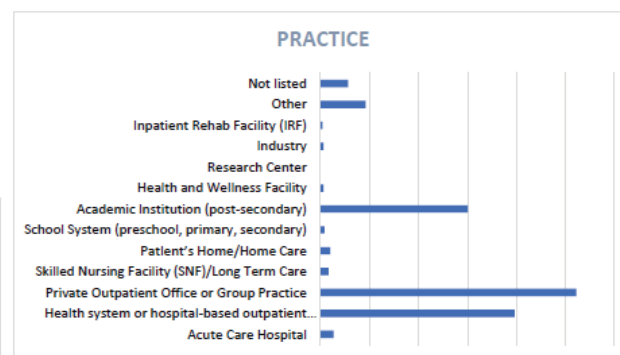 PRACTICE
Not listed
Other
Inpatient Rehab Facility (IRF)
Industry
Research Center
Health and Wellness Facility
Academic Institution (post-secondary)
School System (preschool, primary, secondary)
Patient's Home/Home Care
Skilled Nursing Facility (SNF)/Long Term Care
Private Outpatient Office or Group Practice
Health system or hospital-based outpatient...
Acute Care Hospital